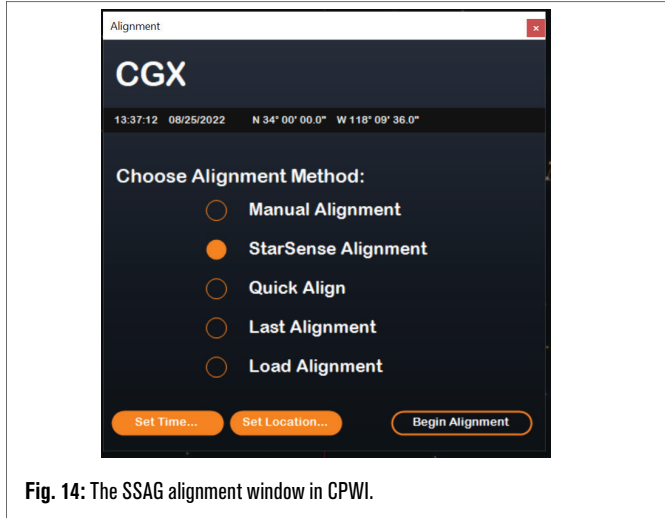 Alignment
×
CGX
13:37:12 08/25/2022 N 34° 00' 00.0" W 118° 09' 36.0"
Choose Alignment Method:
Manual Alignment
StarSense Alignment
Quick Align
Last Alignment
Load Alignment
Set Time... Set Location... Begin Alignment
Fig. 14: The SSAG alignment window in CPWI.